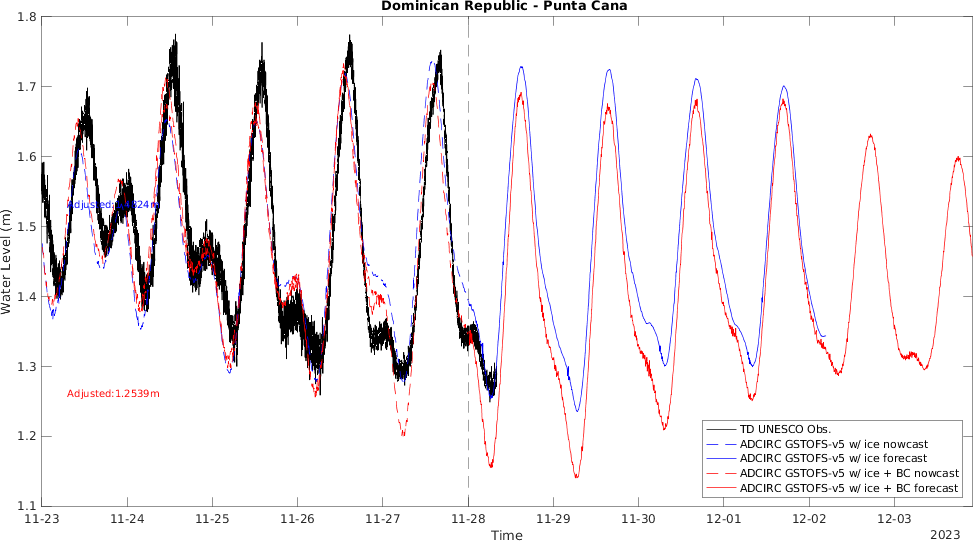 Dominican Republic - Punta Cana
1.8
1.7
1.6
1.5
1.4
1.3
1.2
1.1
Water Level (m)
Adjusted:
Adjusted:1.2539m
TD UNESCO Obs.
ADCIRC GSTOFS-v5 w/ ice nowcast
ADCIRC GSTOFS-v5 w/ ice forecast
ADCIRC GSTOFS-v5 w/ ice + BC nowcast
ADCIRC GSTOFS-v5 w/ ice + BC forecast
11-23 11-24 11-25 11-26 11-27 11-28 11-29 11-30 12-01 12-02 12-03
Time
2023